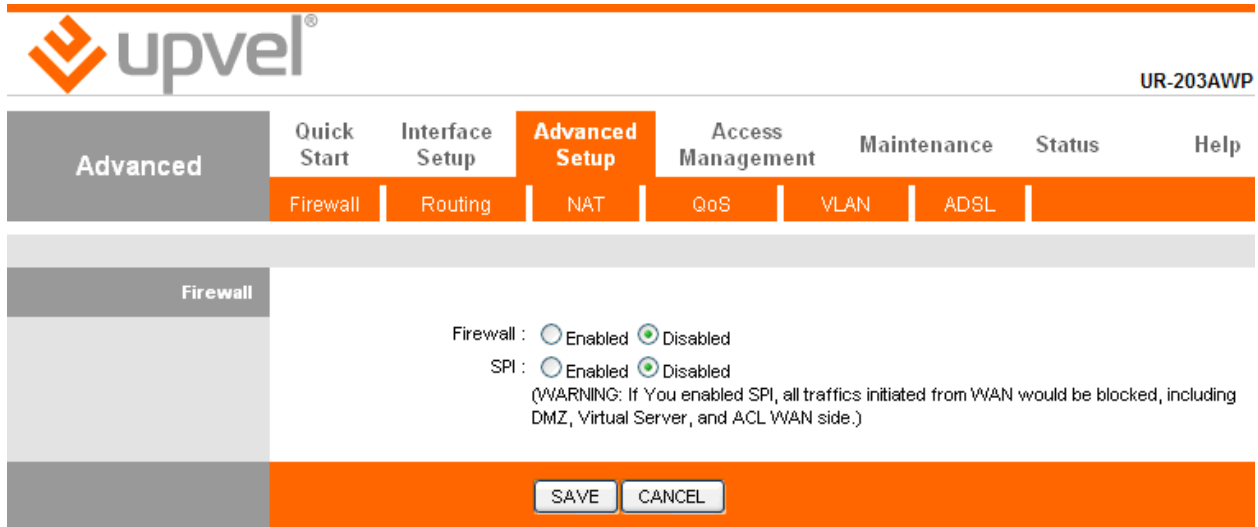 upvel®
UR-203AWP
Advanced
Quick Start
Interface Setup
Advanced Setup
Access Management
Maintenance
Status
Help
Firewall
Routing
NAT
QoS
VLAN
ADSL
Firewall
Firewall : Enabled Disabled
SPI : Enabled Disabled
(WARNING: If You enabled SPI, all traffics initiated from WAN would be blocked, including
DMZ, Virtual Server, and ACL WAN side.)
SAVE CANCEL